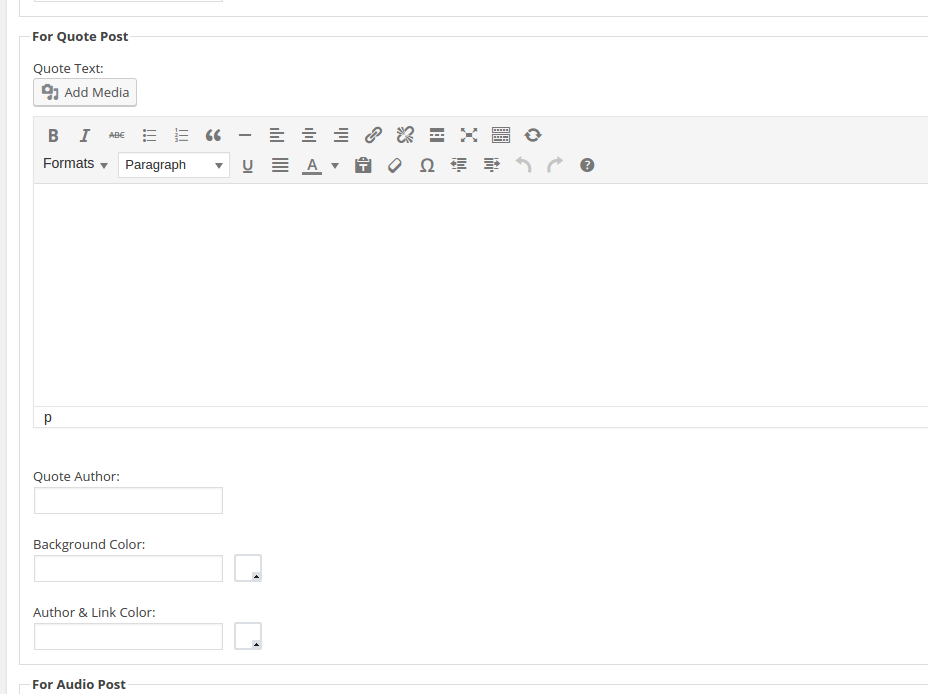 For Quote Post
Quote Text:
Add Media
B I ABC
Formats Paragraph U A Ω ?
p
Quote Author:
Background Color:
Author & Link Color:
For Audio Post